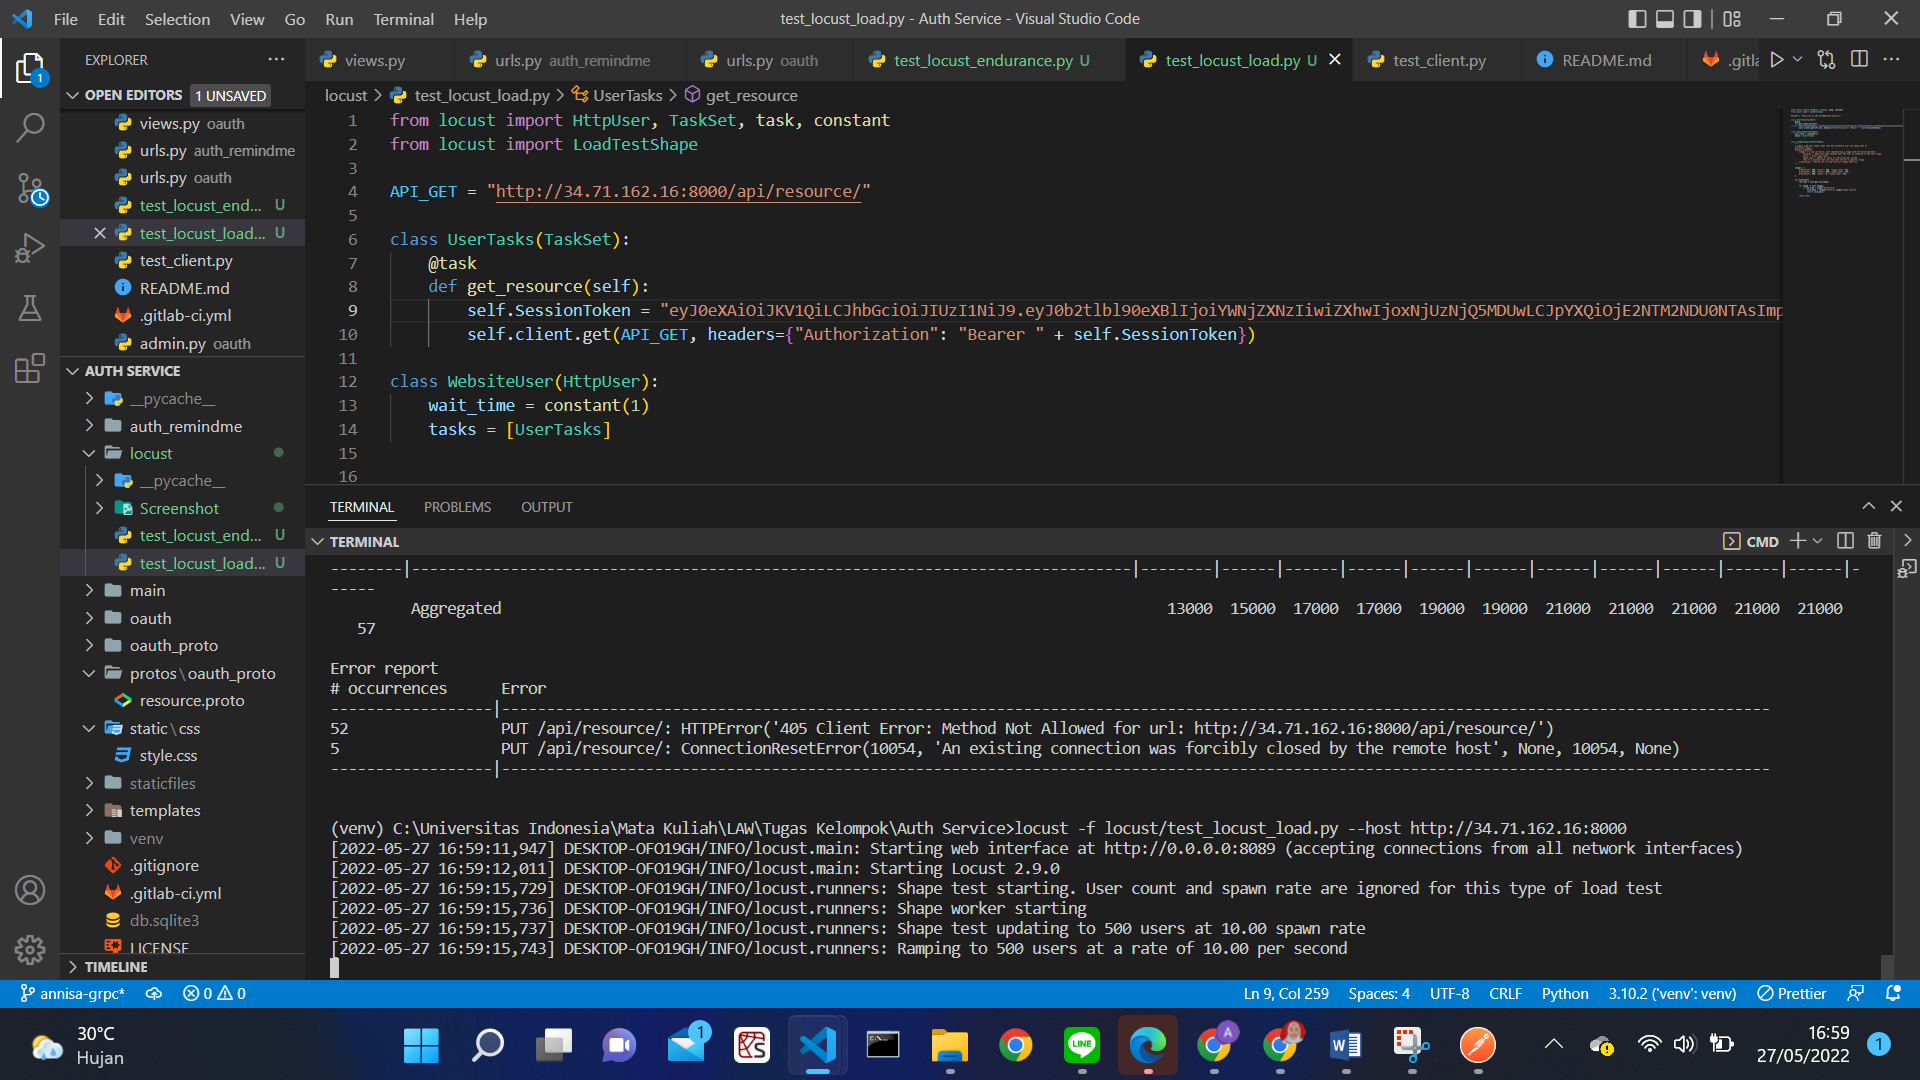 File Edit Selection View Go Run Terminal Help
test_locust_load.py - Auth Service - Visual Studio Code
EXPLORER
OPEN EDITORS 1 UNSAVED
views.py oauth
urls.py auth_remindme
urls.py oauth
test_locust_end... U
test_locust_load... U
test_client.py
README.md
.gitlab-ci.yml
admin.py oauth
AUTH SERVICE
__pycache__
auth_remindme
locust
__pycache__
Screenshot
test_locust_end... U
test_locust_load... U
main
oauth
oauth_proto
protos\oauth_proto
resource.proto
static\css
style.css
staticfiles
templates
venv
.gitignore
.gitlab-ci.yml
db.sqlite3
LICENSE
TIMELINE
views.py urls.py auth_remindme urls.py oauth test_locust_endurance.py U test_locust_load.py U test_client.py README.md .gitla
locust > test_locust_load.py > UserTasks > get_resource
1 from locust import HttpUser, TaskSet, task, constant
2 from locust import LoadTestShape
3
4 API_GET = "http://34.71.162.16:8000/api/resource/"
5
6 class UserTasks(TaskSet):
7 @task
8 def get_resource(self):
9 self.SessionToken = "eyJ0eXAiOiJKV1QiLCJhbGciOiJIUzI1NiJ9.eyJ0b2tlbl90eXBlIjoiYWNjZXNzIiwiZXhwIjoxNjUzNjQ5MDUwLCJpYXQiOjE2NTM2NDU0NTAsImp
10 self.client.get(API_GET, headers={"Authorization": "Bearer " + self.SessionToken})
11
12 class WebsiteUser(HttpUser):
13 wait_time = constant(1)
14 tasks = [UserTasks]
15
16
TERMINAL PROBLEMS OUTPUT
TERMINAL
CMD
--------|------------------------------------------------------------------------|--------|------|------|------|------|------|------|------|------|------|------|-
-----
Aggregated 13000 15000 17000 17000 19000 19000 21000 21000 21000 21000 21000
57
Error report
# occurrences Error
------------------|-------------------------------------------------------------------------------------------------------------------------------
52 PUT /api/resource/: HTTPError('405 Client Error: Method Not Allowed for url: http://34.71.162.16:8000/api/resource/')
5 PUT /api/resource/: ConnectionResetError(10054, 'An existing connection was forcibly closed by the remote host', None, 10054, None)
------------------|-------------------------------------------------------------------------------------------------------------------------------
(venv) C:\Universitas Indonesia\Mata Kuliah\LAW\Tugas Kelompok\Auth Service>locust -f locust/test_locust_load.py --host http://34.71.162.16:8000
[2022-05-27 16:59:11,947] DESKTOP-OFO19GH/INFO/locust.main: Starting web interface at http://0.0.0.0:8089 (accepting connections from all network interfaces)
[2022-05-27 16:59:12,011] DESKTOP-OFO19GH/INFO/locust.main: Starting Locust 2.9.0
[2022-05-27 16:59:15,729] DESKTOP-OFO19GH/INFO/locust.runners: Shape test starting. User count and spawn rate are ignored for this type of load test
[2022-05-27 16:59:15,736] DESKTOP-OFO19GH/INFO/locust.runners: Shape worker starting
[2022-05-27 16:59:15,737] DESKTOP-OFO19GH/INFO/locust.runners: Shape test updating to 500 users at 10.00 spawn rate
[2022-05-27 16:59:15,743] DESKTOP-OFO19GH/INFO/locust.runners: Ramping to 500 users at a rate of 10.00 per second
annisa-grpc* 0 0 Ln 9, Col 259 Spaces: 4 UTF-8 CRLF Python 3.10.2 ('venv': venv) Prettier
30°C
Hujan
1
LINE
A
16:59
27/05/2022
1